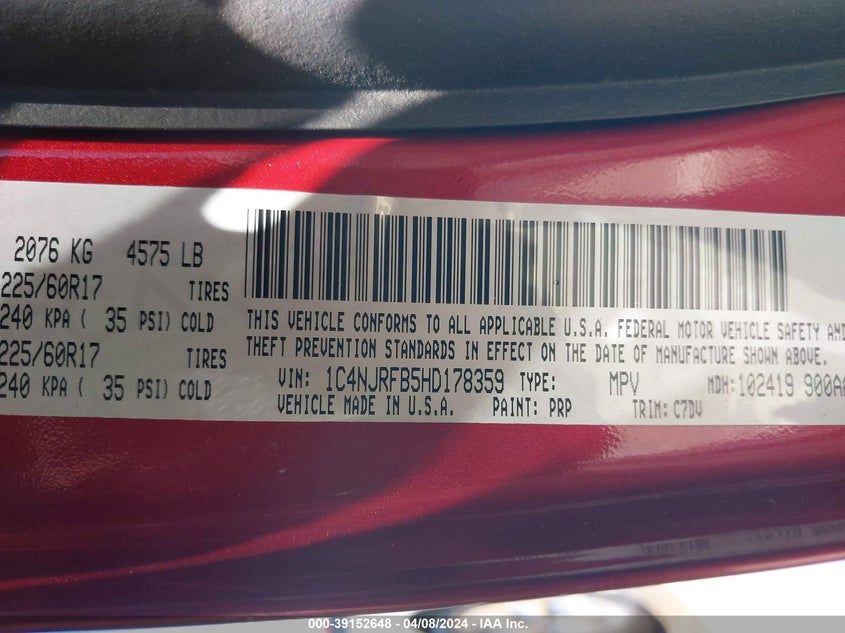 2076 KG 4575 LB
225/60R17 TIRES
240 KPA ( 35 PSI) COLD
225/60R17 TIRES
240 KPA ( 35 PSI) COLD
THIS VEHICLE CONFORMS TO ALL APPLICABLE U.S.A. FEDERAL MOTOR VEHICLE SAFETY AND
THEFT PREVENTION STANDARDS IN EFFECT ON THE DATE OF MANUFACTURE SHOWN ABOVE.
VIN: 1C4NJRFB5HD178359 TYPE: MPV MDH:102419 900AA
VEHICLE MADE IN U.S.A. PAINT: PRP TRIM: C7DV
000-39152648 - 04/08/2024 - IAA Inc.